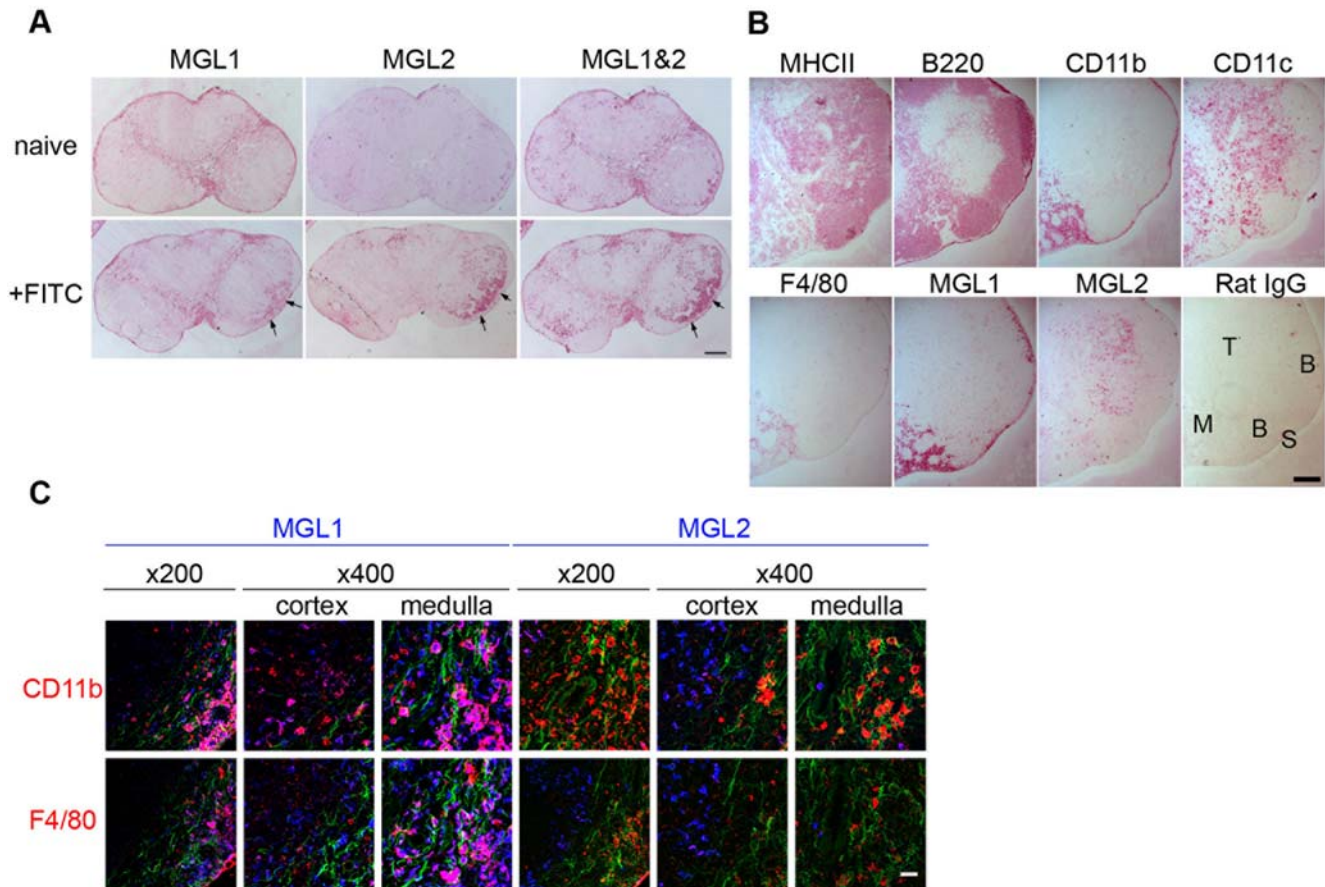 A
MGL1 MGL2 MGL1&2
naive
+FITC
B
MHCII B220 CD11b CD11c
F4/80 MGL1 MGL2 Rat IgG
T
B
M
B
S
C
MGL1 MGL2
x200 x400 x200 x400
cortex medulla cortex medulla
CD11b
F4/80